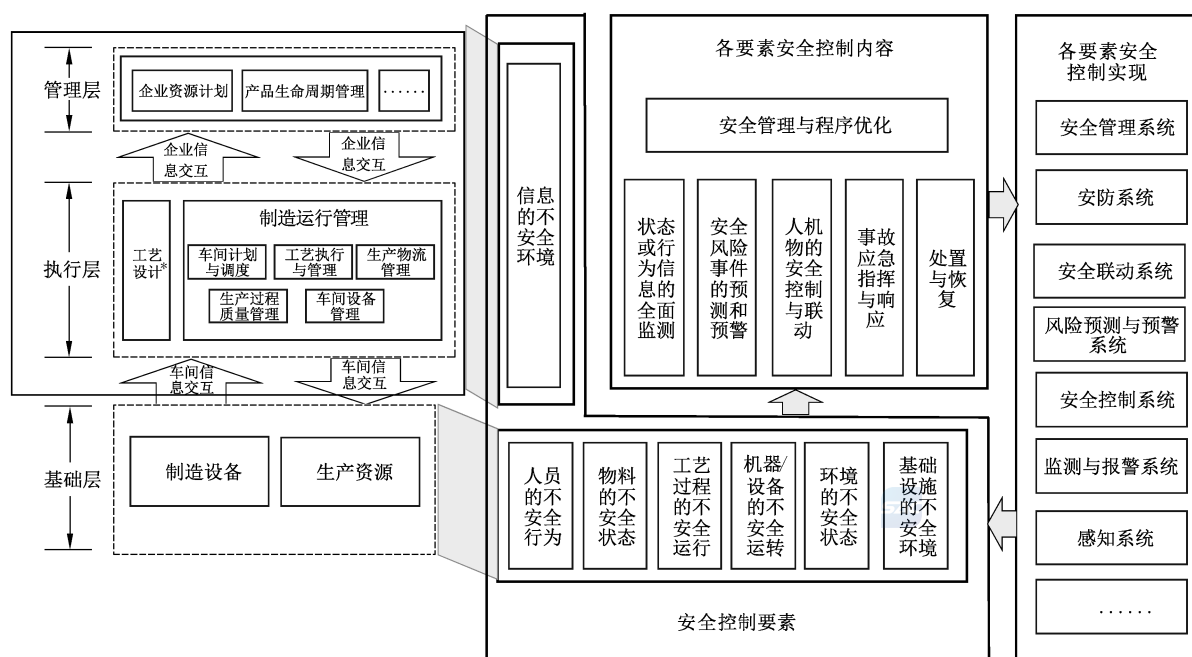 管理层
企业资源计划
产品生命周期管理
······
企业信
息交互
企业信
息交互
执行层
工艺
设计*
制造运行管理
车间计划
与调度
工艺执行
与管理
生产物流
管理
生产过程
质量管理
车间设备
管理
车间信
息交互
车间信
息交互
基础层
制造设备
生产资源
信息
的不
安全
环境
各要素安全控制内容
安全管理与程序优化
状态
或行
为信
息的
全面
监测
安全
风险
事件
的预
测和
预警
人机
物的
安全
控制
与联
动
事故
应急
指挥
与响
应
处置
与恢
复
人员
的不
安全
行为
物料
的不
安全
状态
工艺
过程
的不
安全
运行
机器/
设备
的不
安全
运转
环境
的不
安全
状态
基础
设施
的不
安全
环境
安全控制要素
各要素安全
控制实现
安全管理系统
安防系统
安全联动系统
风险预测与预警
系统
安全控制系统
监测与报警系统
感知系统
······